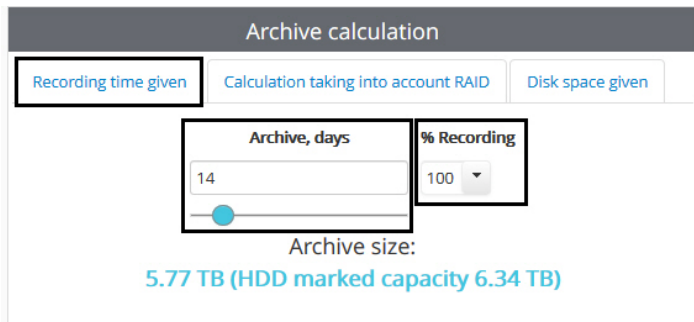 Archive calculation
Recording time given
Calculation taking into account RAID
Disk space given
Archive, days
% Recording
14
100
Archive size:
5.77 TB (HDD marked capacity 6.34 TB)